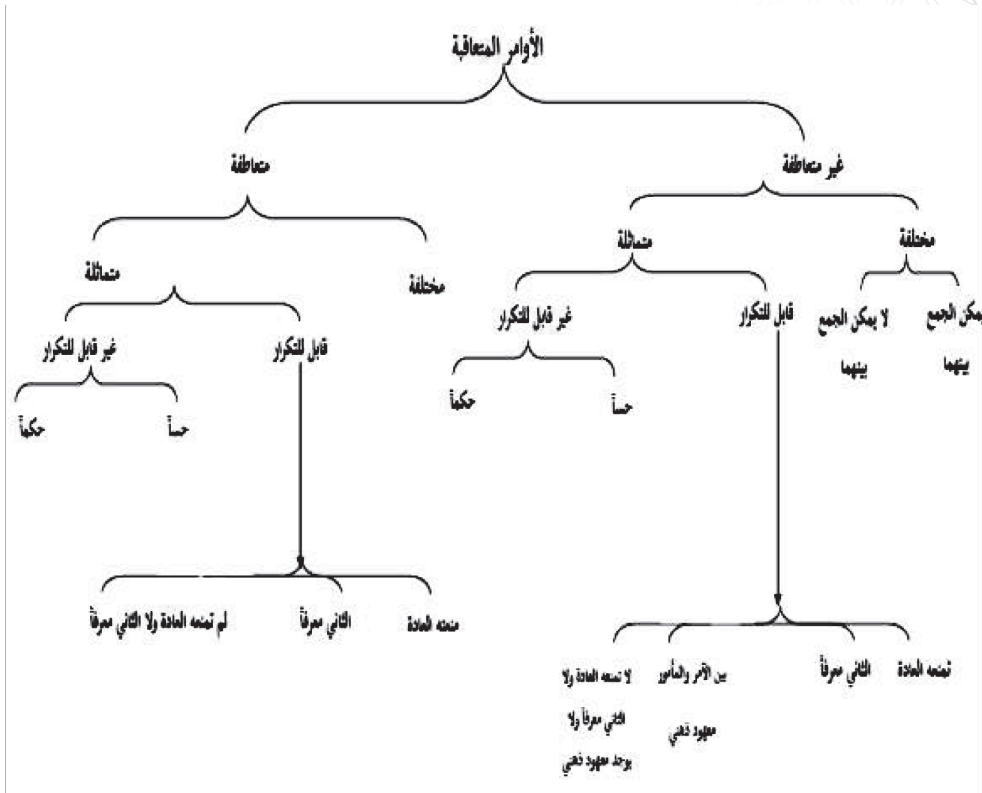 الأوامر المتعاقبة
غير متعاطفة
متعاطفة
مختلفة
متماثلة
مختلفة
متماثلة
يمكن الجمع
بينهما
لا يمكن الجمع
بينهما
قابل للتكرار
غير قابل للتكرار
قابل للتكرار
غير قابل للتكرار
حساً
حكماً
حساً
حكماً
تمنعه العادة
الثاني معرفاً
بين الآمر والمأمور
معهود ذهني
لا تمنعه العادة ولا
الثاني معرفاً ولا
يوجد معهود ذهني
منعته العادة
الثاني معرفاً
لم تمنعه العادة ولا الثاني معرفاً